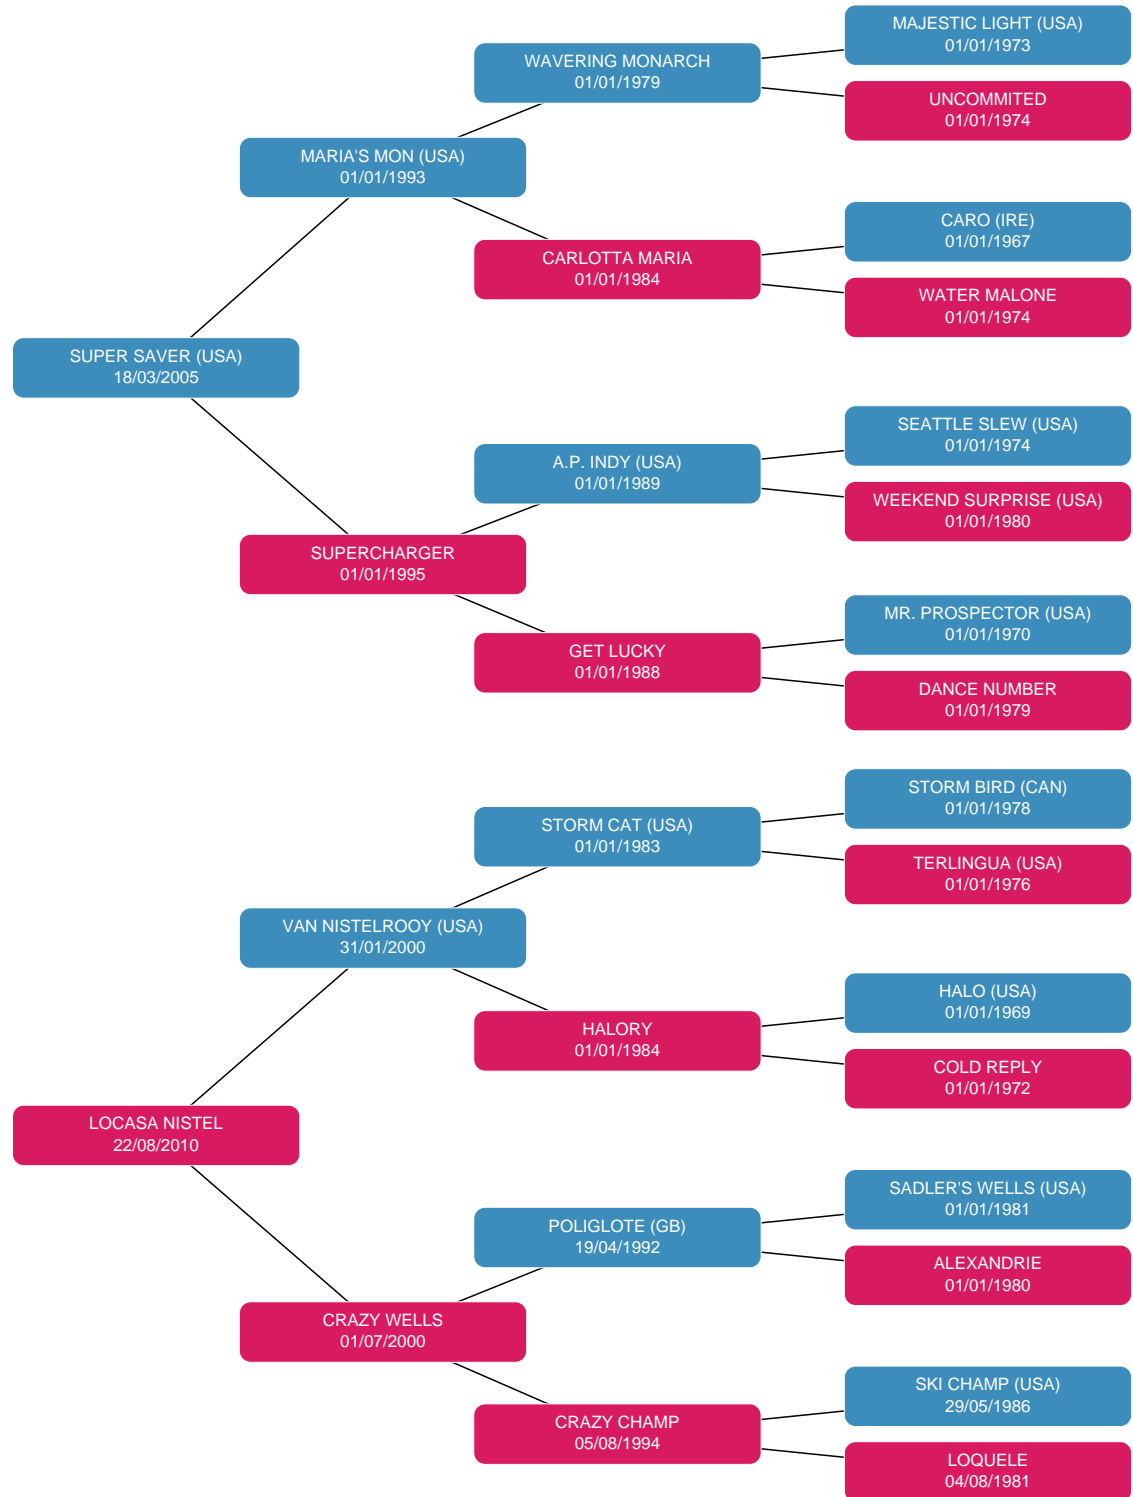 MAJESTIC LIGHT (USA)
01/01/1973
WAVERING MONARCH
01/01/1979
UNCOMMITED
01/01/1974
MARIA'S MON (USA)
01/01/1993
CARO (IRE)
01/01/1967
CARLOTTA MARIA
01/01/1984
WATER MALONE
01/01/1974
SUPER SAVER (USA)
18/03/2005
SEATTLE SLEW (USA)
01/01/1974
A.P. INDY (USA)
01/01/1989
WEEKEND SURPRISE (USA)
01/01/1980
SUPERCHARGER
01/01/1995
MR. PROSPECTOR (USA)
01/01/1970
GET LUCKY
01/01/1988
DANCE NUMBER
01/01/1979
STORM BIRD (CAN)
01/01/1978
STORM CAT (USA)
01/01/1983
TERLINGUA (USA)
01/01/1976
VAN NISTELROOY (USA)
31/01/2000
HALO (USA)
01/01/1969
HALORY
01/01/1984
COLD REPLY
01/01/1972
LOCASA NISTEL
22/08/2010
SADLER'S WELLS (USA)
01/01/1981
POLIGLOTE (GB)
19/04/1992
ALEXANDRIE
01/01/1980
CRAZY WELLS
01/07/2000
SKI CHAMP (USA)
29/05/1986
CRAZY CHAMP
05/08/1994
LOQUELE
04/08/1981